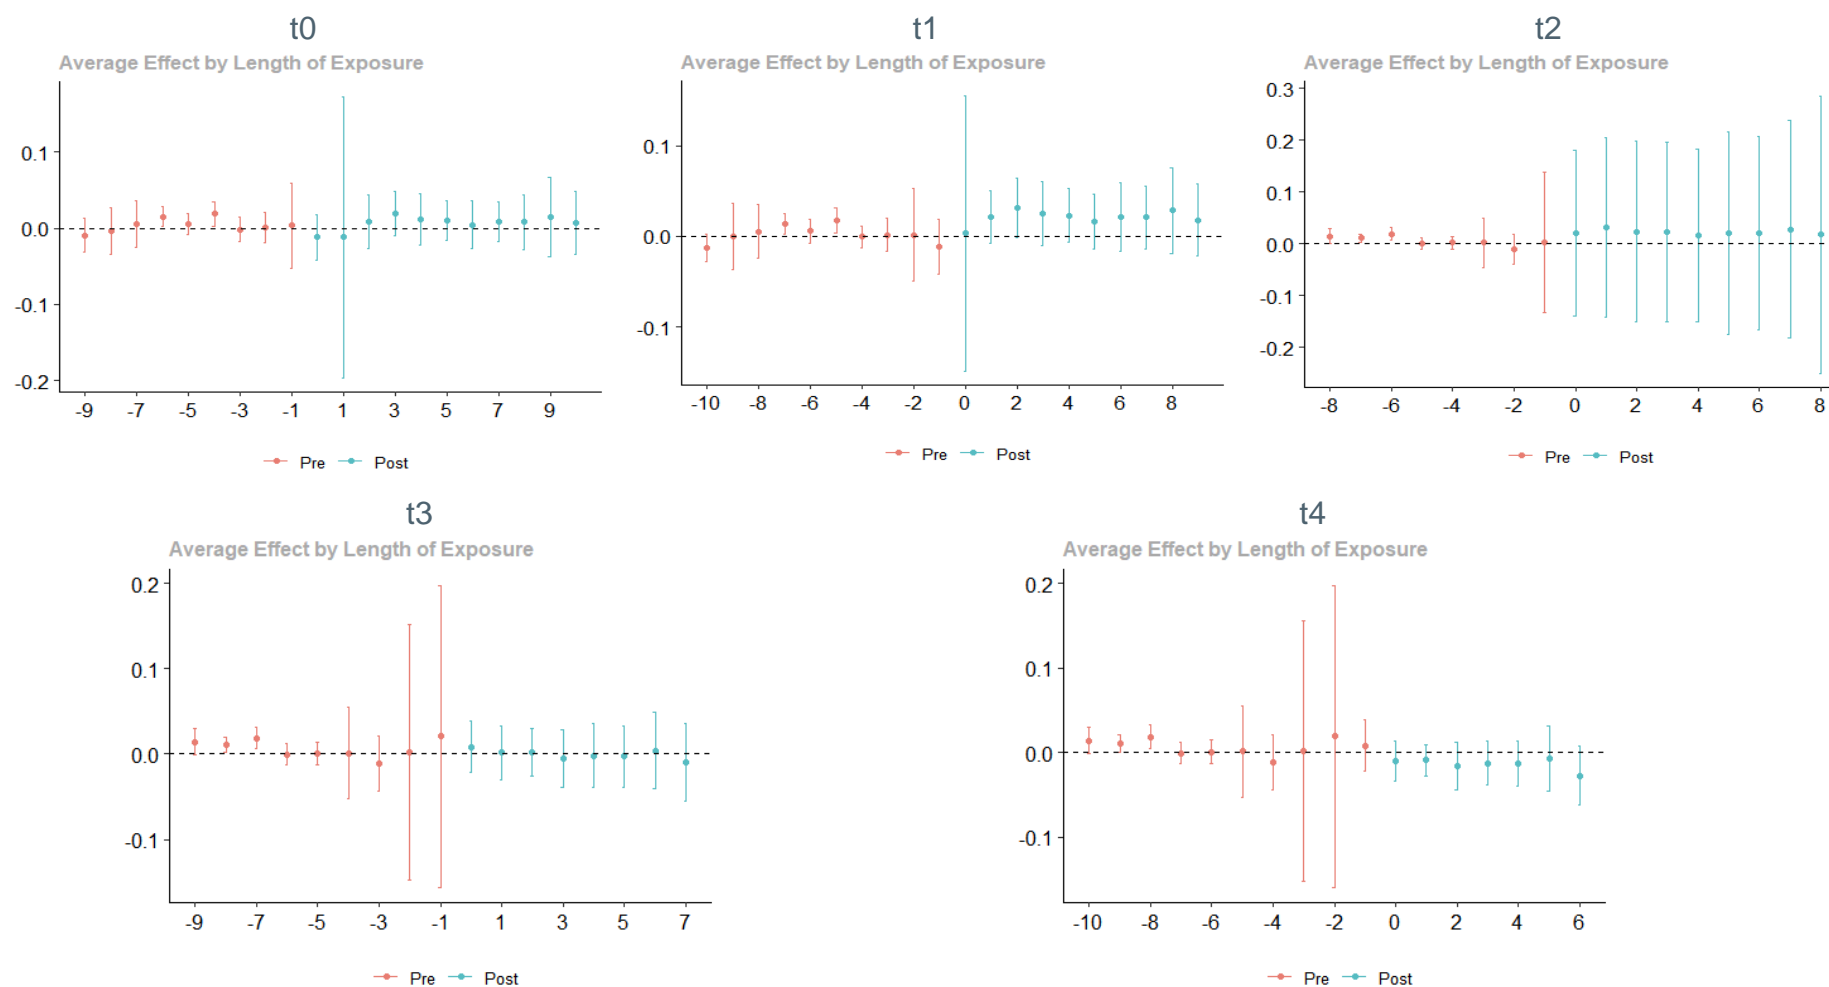 t0
Average Effect by Length of Exposure
0.1
0.0
-0.1
-0.2
-9 -7 -5 -3 -1 1 3 5 7 9
Pre Post
t1
Average Effect by Length of Exposure
0.1
0.0
-0.1
-10 -8 -6 -4 -2 0 2 4 6 8
Pre Post
t2
Average Effect by Length of Exposure
0.3
0.2
0.1
0.0
-0.1
-0.2
-8 -6 -4 -2 0 2 4 6 8
Pre Post
t3
Average Effect by Length of Exposure
0.2
0.1
0.0
-0.1
-9 -7 -5 -3 -1 1 3 5 7
Pre Post
t4
Average Effect by Length of Exposure
0.2
0.1
0.0
-0.1
-10 -8 -6 -4 -2 0 2 4 6
Pre Post